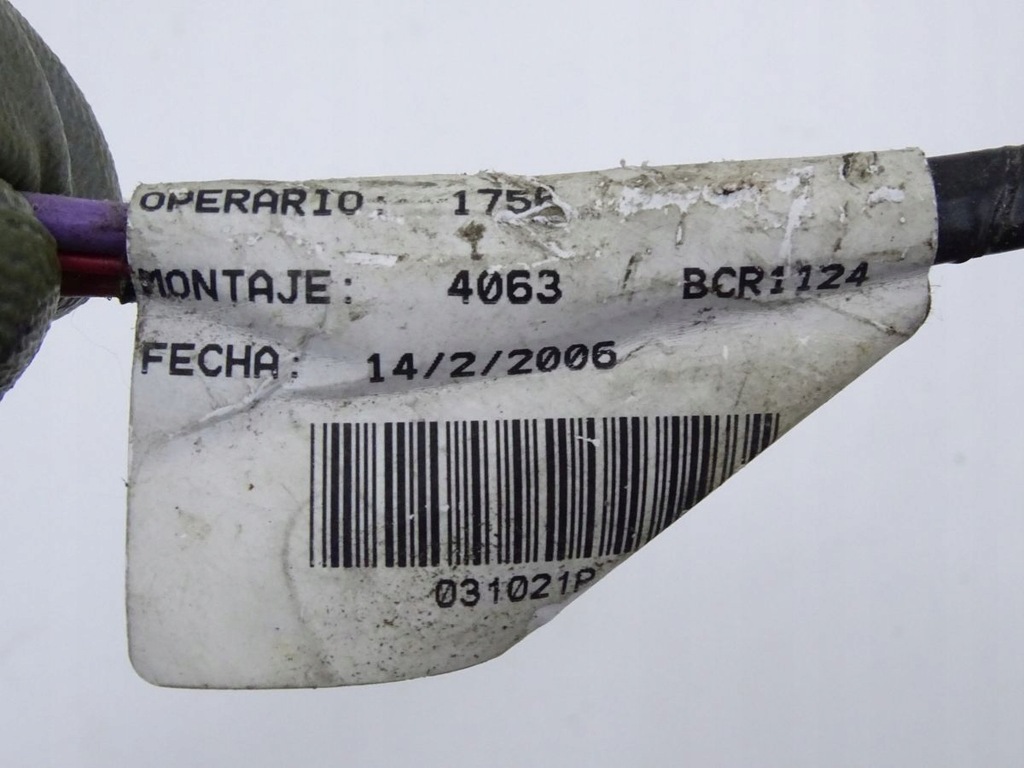 OPERARIO:
MONTAJE: 4063 / BCR1124
FECHA: 14/2/2006
031021P